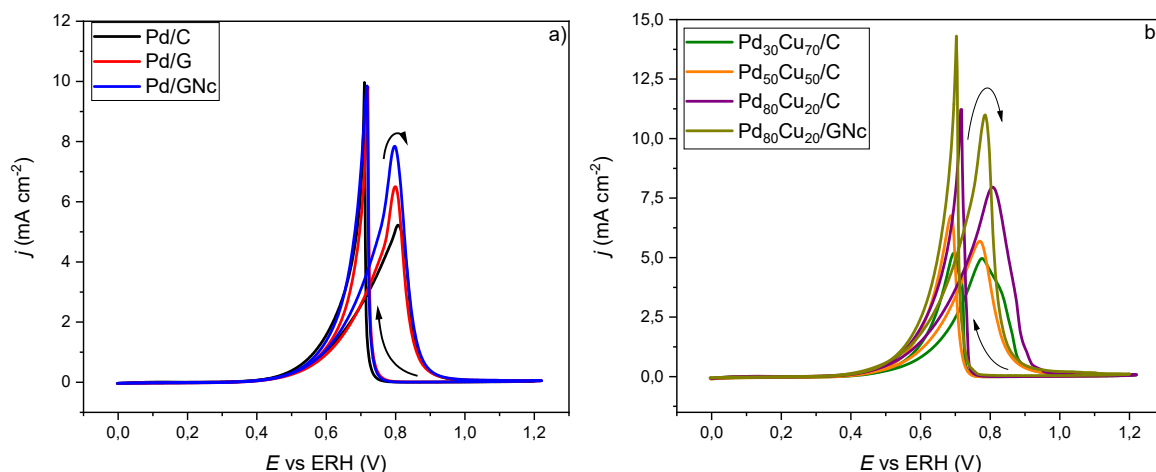 a)
Pd/C
Pd/G
Pd/GNc
12
10
8
6
4
2
0
j (mA cm⁻²)
0,0 0,2 0,4 0,6 0,8 1,0 1,2
E vs ERH (V)
b
Pd₃₀Cu₇₀/C
Pd₅₀Cu₅₀/C
Pd₈₀Cu₂₀/C
Pd₈₀Cu₂₀/GNc
15,0
12,5
10,0
7,5
5,0
2,5
0,0
j (mA cm⁻²)
0,0 0,2 0,4 0,6 0,8 1,0 1,2
E vs ERH (V)